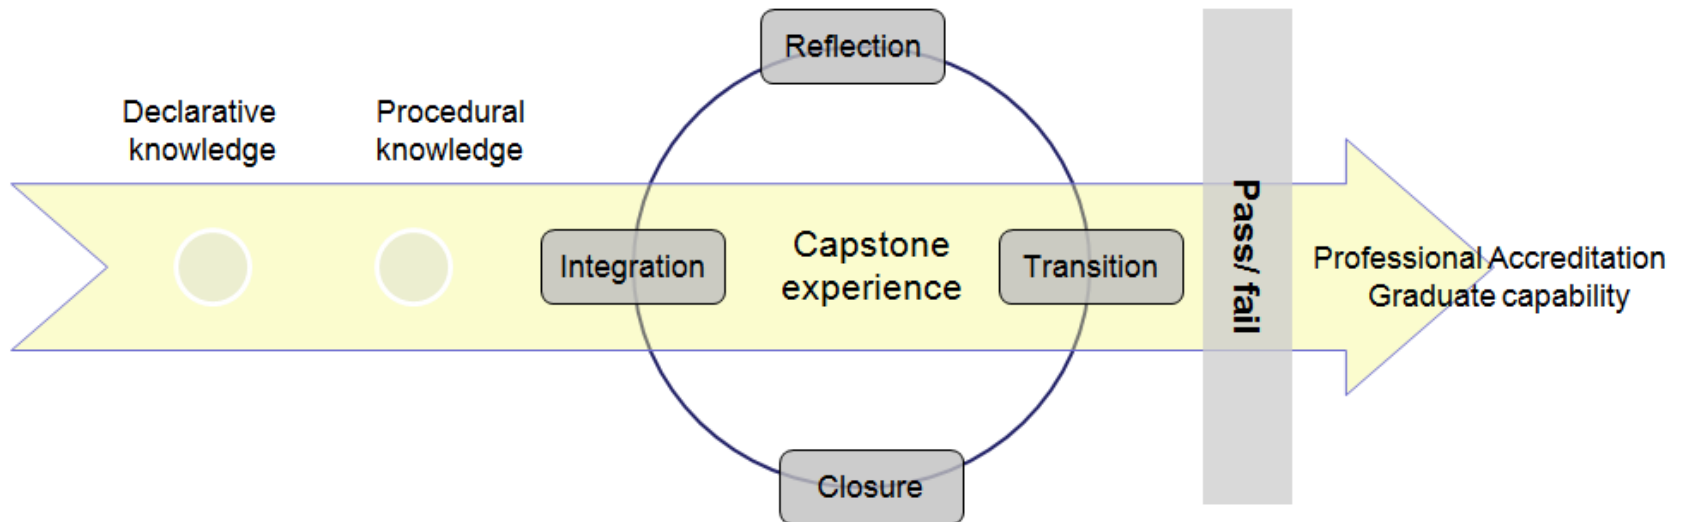 Reflection
Declarative
knowledge
Procedural
knowledge
Integration
Capstone
experience
Transition
Closure
Pass/ fail
Professional Accreditation
Graduate capability